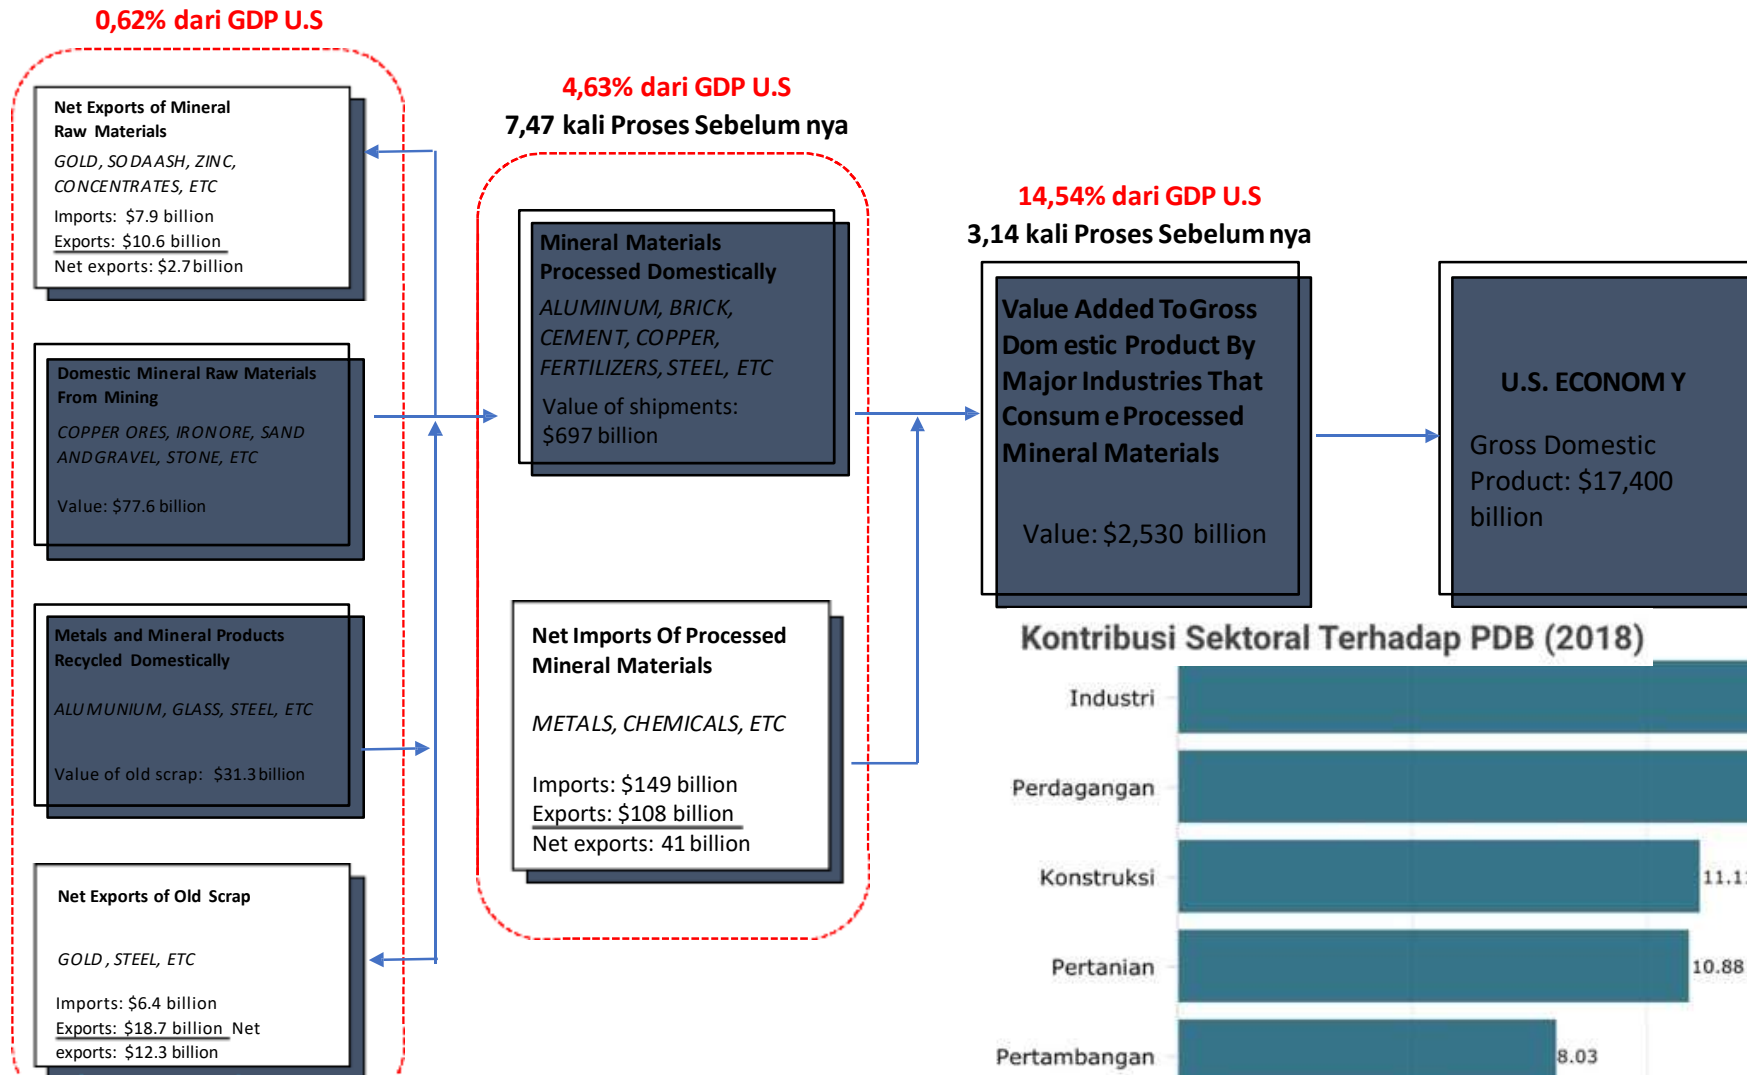 0,62% dari GDP U.S
Net Exports of Mineral
Raw Materials
GOLD, SODA ASH, ZINC,
CONCENTRATES, ETC
Imports: $7.9 billion
Exports: $10.6 billion
Net exports: $2.7 billion
Domestic Mineral Raw Materials
From Mining
COPPER ORES, IRON ORE, SAND
AND GRAVEL, STONE, ETC
Value: $77.6 billion
Metals and Mineral Products
Recycled Domestically
ALUMUNIUM, GLASS, STEEL, ETC
Value of old scrap: $31.3 billion
Net Exports of Old Scrap
GOLD, STEEL, ETC
Imports: $6.4 billion
Exports: $18.7 billion Net
exports: $12.3 billion
4,63% dari GDP U.S
7,47 kali Proses Sebelum nya
Mineral Materials
Processed Domestically
ALUMINUM, BRICK,
CEMENT, COPPER,
FERTILIZERS, STEEL, ETC
Value of shipments:
$697 billion
Net Imports Of Processed
Mineral Materials
METALS, CHEMICALS, ETC
Imports: $149 billion
Exports: $108 billion
Net exports: 41 billion
14,54% dari GDP U.S
3,14 kali Proses Sebelum nya
Value Added To Gross
Dom estic Product By
Major Industries That
Consum e Processed
Mineral Materials
Value: $2,530 billion
U.S. ECONOM Y
Gross Domestic
Product: $17,400
billion
Kontribusi Sektoral Terhadap PDB (2018)
Industri
Perdagangan
Konstruksi
11.11
Pertanian
10.88
Pertambangan
8.03